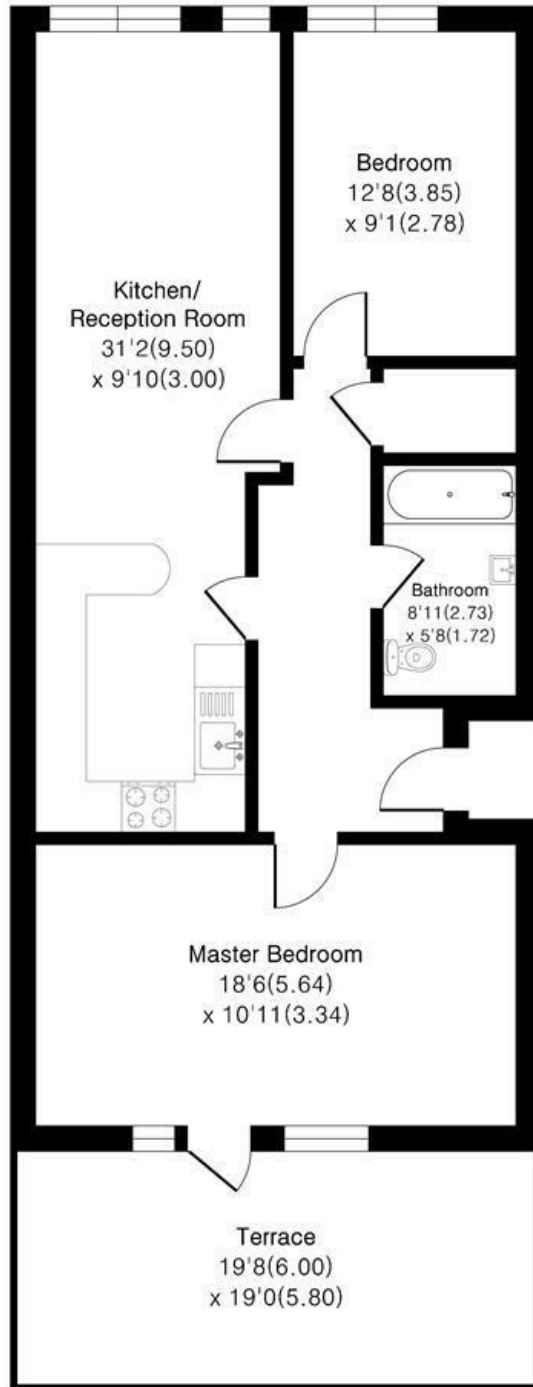 Bedroom
12'8(3.85)
x 9'1(2.78)
Kitchen/
Reception Room
31'2(9.50)
x 9'10(3.00)
Bathroom
8'11(2.73)
x 5'8(1.72)
Master Bedroom
18'6(5.64)
x 10'11(3.34)
Terrace
19'8(6.00)
x 19'0(5.80)